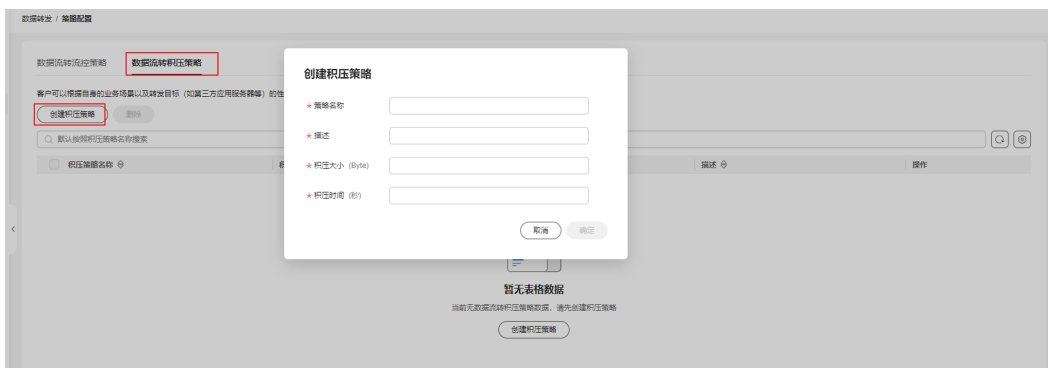 数据转发 / 策略配置
数据流转流控策略
数据流转积压策略
客户可以根据自身的业务场景以及转发目标（如第三方应用服务器等）的性
创建积压策略
删除
默认按照积压策略名称搜索
积压策略名称
描述
操作
创建积压策略
* 策略名称
* 描述
* 积压大小 (Byte)
* 积压时间 (秒)
取消
确定
暂无表格数据
当前无数据流转积压策略数据，请先创建积压策略
创建积压策略